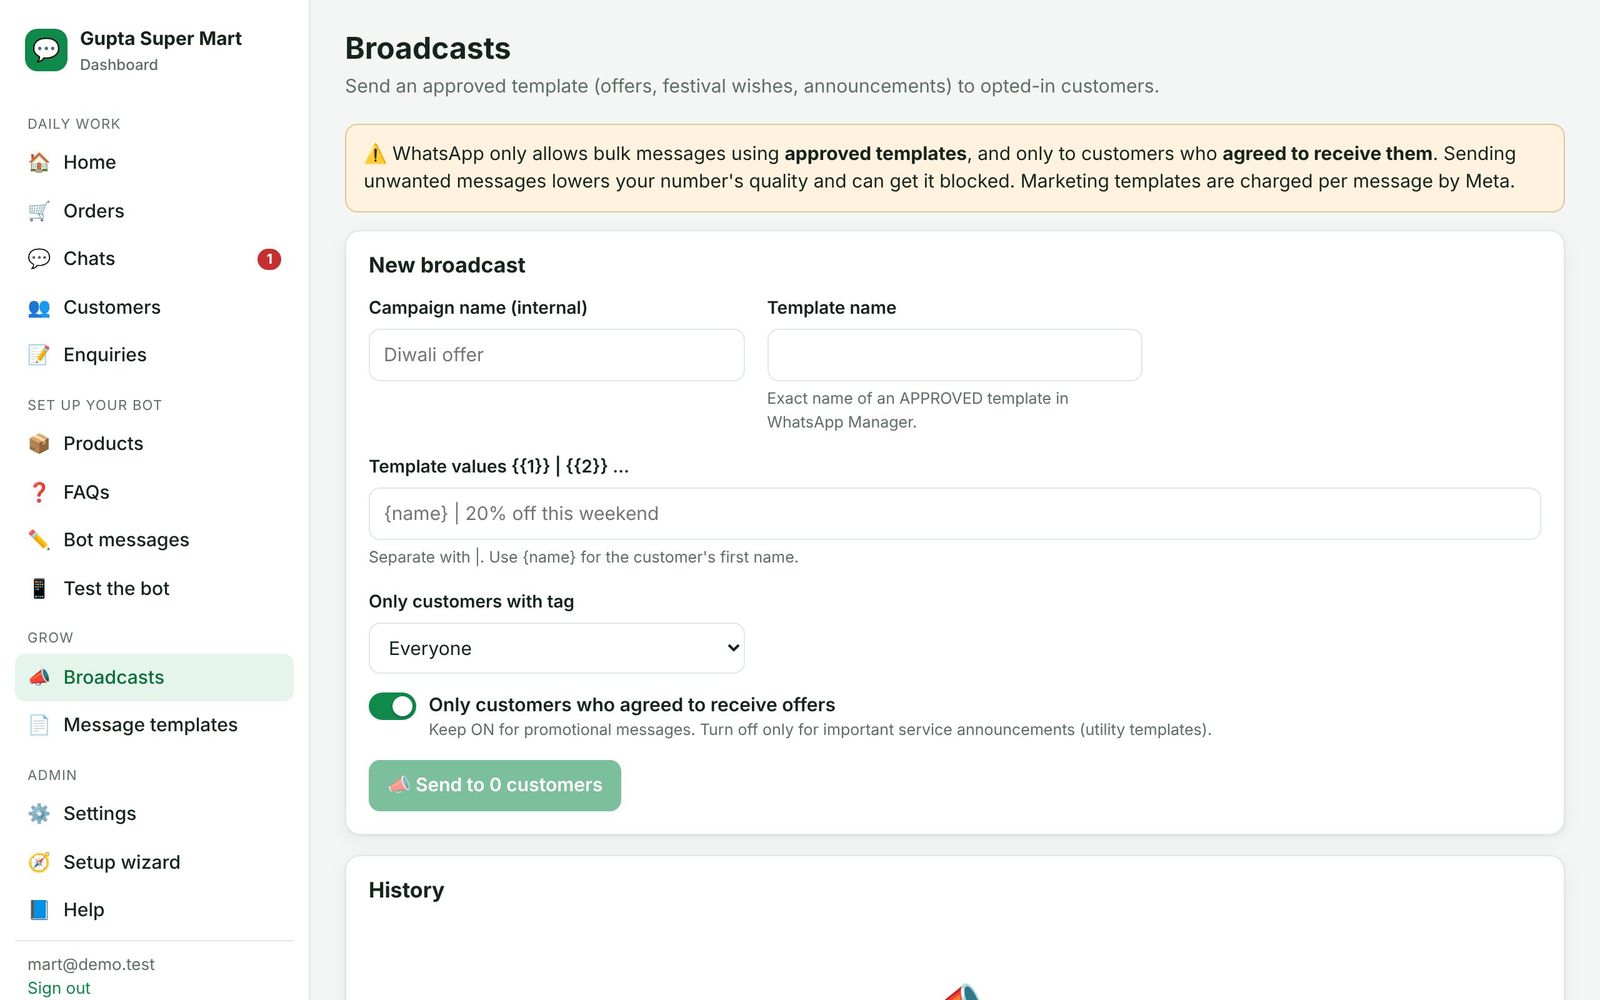 Gupta Super Mart
Dashboard
DAILY WORK
Home
Orders
Chats
1
Customers
Enquiries
SET UP YOUR BOT
Products
FAQs
Bot messages
Test the bot
GROW
Broadcasts
Message templates
ADMIN
Settings
Setup wizard
Help
mart@demo.test
Sign out
Broadcasts
Send an approved template (offers, festival wishes, announcements) to opted-in customers.
⚠️ WhatsApp only allows bulk messages using approved templates, and only to customers who agreed to receive them. Sending
unwanted messages lowers your number's quality and can get it blocked. Marketing templates are charged per message by Meta.
New broadcast
Campaign name (internal)
Diwali offer
Template name
Exact name of an APPROVED template in
WhatsApp Manager.
Template values {{1}} | {{2}} ...
{name} | 20% off this weekend
Separate with |. Use {name} for the customer's first name.
Only customers with tag
Everyone
Only customers who agreed to receive offers
Keep ON for promotional messages. Turn off only for important service announcements (utility templates).
Send to 0 customers
History